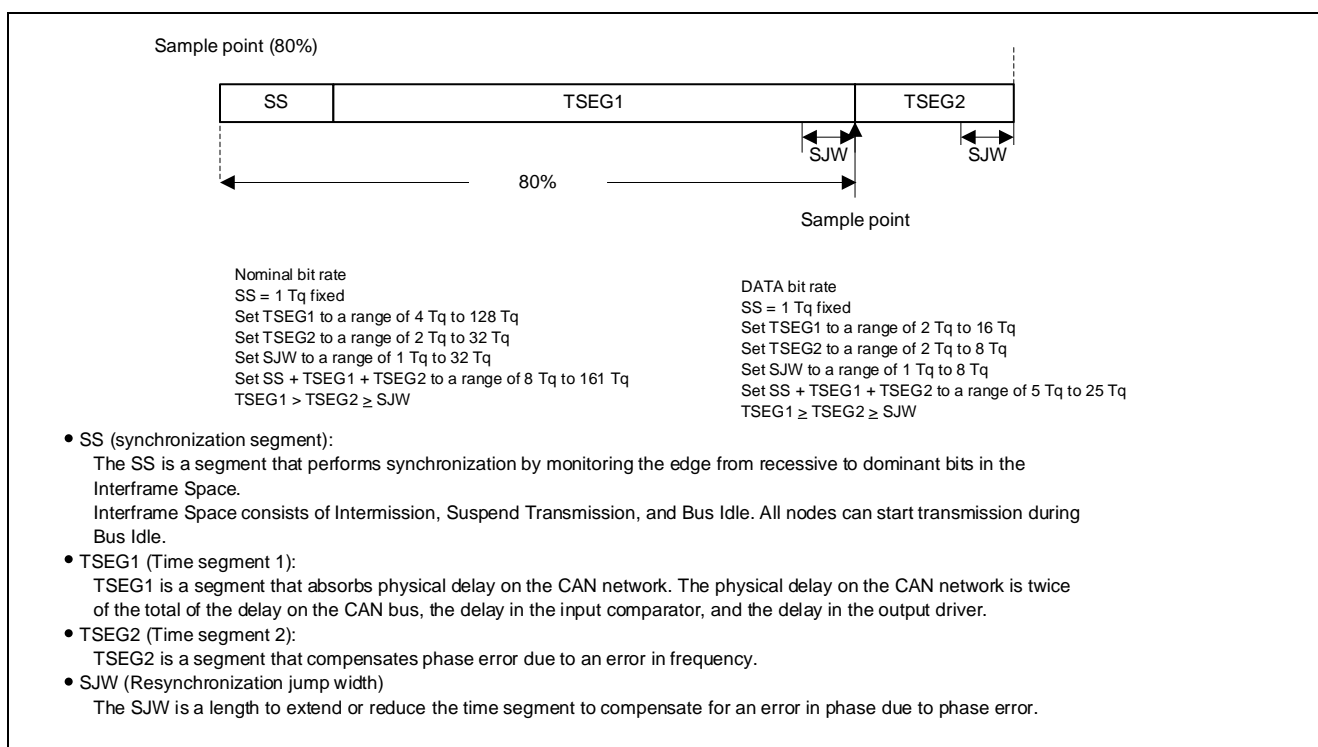 Sample point (80%)
SS TSEG1 TSEG2
SJW SJW
80%
Sample point
Nominal bit rate
SS = 1 Tq fixed
Set TSEG1 to a range of 4 Tq to 128 Tq
Set TSEG2 to a range of 2 Tq to 32 Tq
Set SJW to a range of 1 Tq to 32 Tq
Set SS + TSEG1 + TSEG2 to a range of 8 Tq to 161 Tq
TSEG1 > TSEG2 ≥ SJW
DATA bit rate
SS = 1 Tq fixed
Set TSEG1 to a range of 2 Tq to 16 Tq
Set TSEG2 to a range of 2 Tq to 8 Tq
Set SJW to a range of 1 Tq to 8 Tq
Set SS + TSEG1 + TSEG2 to a range of 5 Tq to 25 Tq
TSEG1 ≥ TSEG2 ≥ SJW
• SS (synchronization segment):
The SS is a segment that performs synchronization by monitoring the edge from recessive to dominant bits in the
Interframe Space.
Interframe Space consists of Intermission, Suspend Transmission, and Bus Idle. All nodes can start transmission during
Bus Idle.
• TSEG1 (Time segment 1):
TSEG1 is a segment that absorbs physical delay on the CAN network. The physical delay on the CAN network is twice
of the total of the delay on the CAN bus, the delay in the input comparator, and the delay in the output driver.
• TSEG2 (Time segment 2):
TSEG2 is a segment that compensates phase error due to an error in frequency.
• SJW (Resynchronization jump width)
The SJW is a length to extend or reduce the time segment to compensate for an error in phase due to phase error.